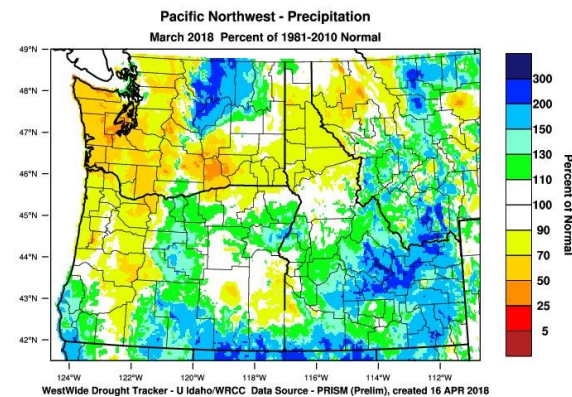 Pacific Northwest - Precipitation
March 2018 Percent of 1981-2010 Normal
49°N
48°N
47°N
46°N
45°N
44°N
43°N
42°N
124°W 122°W 120°W 118°W 116°W 114°W 112°W
300
200
150
130
110
100
90
70
50
25
5
Percent of Normal
WestWide Drought Tracker - U Idaho/WRCC Data Source - PRISM (Prelim), created 16 APR 2018